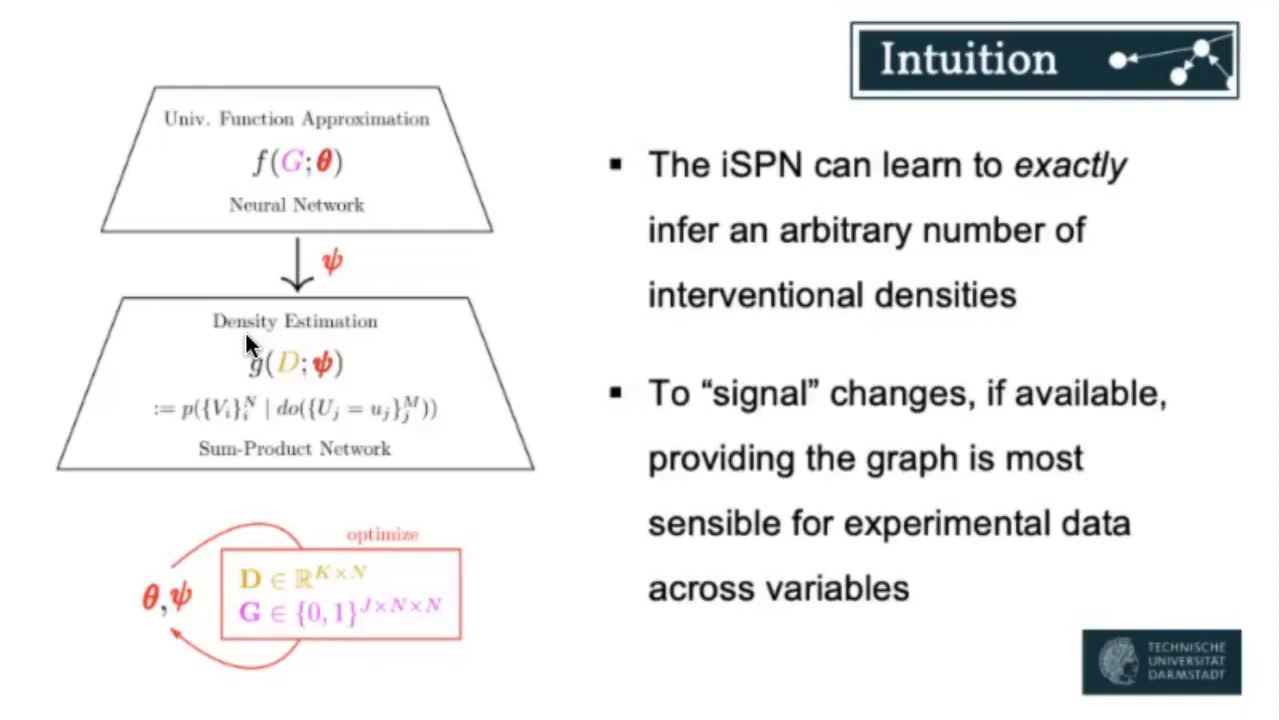 Intuition
Univ. Function Approximation
f(G;θ)
Neural Network
ψ
Density Estimation
g(D;ψ)
:= p({V_i}_i^N | do({U_j = u_j}_j^M))
Sum-Product Network
optimize
θ,ψ
D ∈ ℝ^{K×N}
G ∈ {0,1}^{J×N×N}
▪ The iSPN can learn to exactly
infer an arbitrary number of
interventional densities
▪ To “signal” changes, if available,
providing the graph is most
sensible for experimental data
across variables
TECHNISCHE
UNIVERSITÄT
DARMSTADT